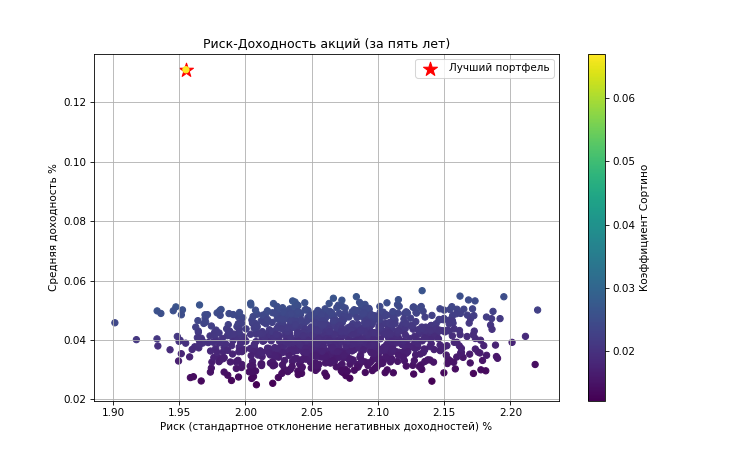 Риск-Доходность акций (за пять лет)
Лучший портфель
0.12
0.10
0.08
0.06
0.04
0.02
Средняя доходность %
1.90 1.95 2.00 2.05 2.10 2.15 2.20
Риск (стандартное отклонение негативных доходностей) %
0.06
0.05
0.04
0.03
0.02
Коэффициент Сортино